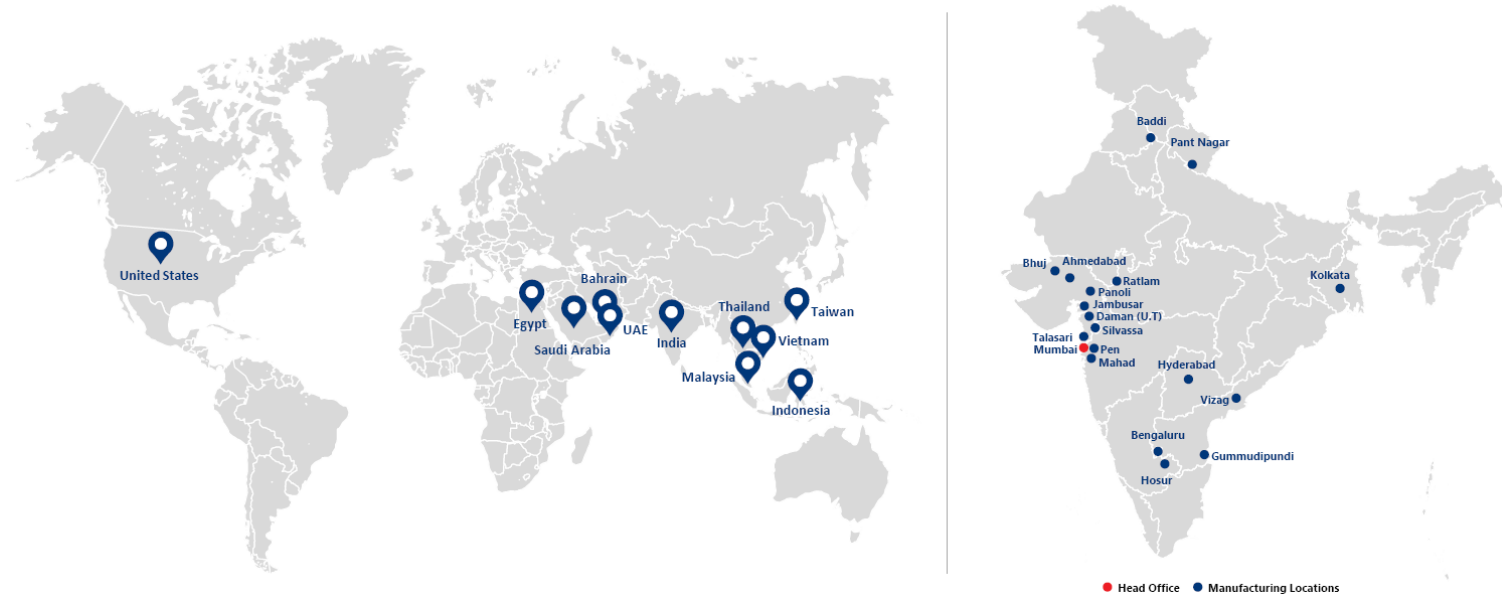 United States
Bahrain
Egypt
UAE
Saudi Arabia
India
Thailand
Taiwan
Vietnam
Malaysia
Indonesia
Baddi
Pant Nagar
Bhuj
Ahmedabad
Ratlam
Kolkata
Panoli
Jambusar
Daman (U.T)
Silvassa
Talasari
Mumbai
Pen
Mahad
Hyderabad
Vizag
Bengaluru
Gummudipundi
Hosur
Head Office
Manufacturing Locations